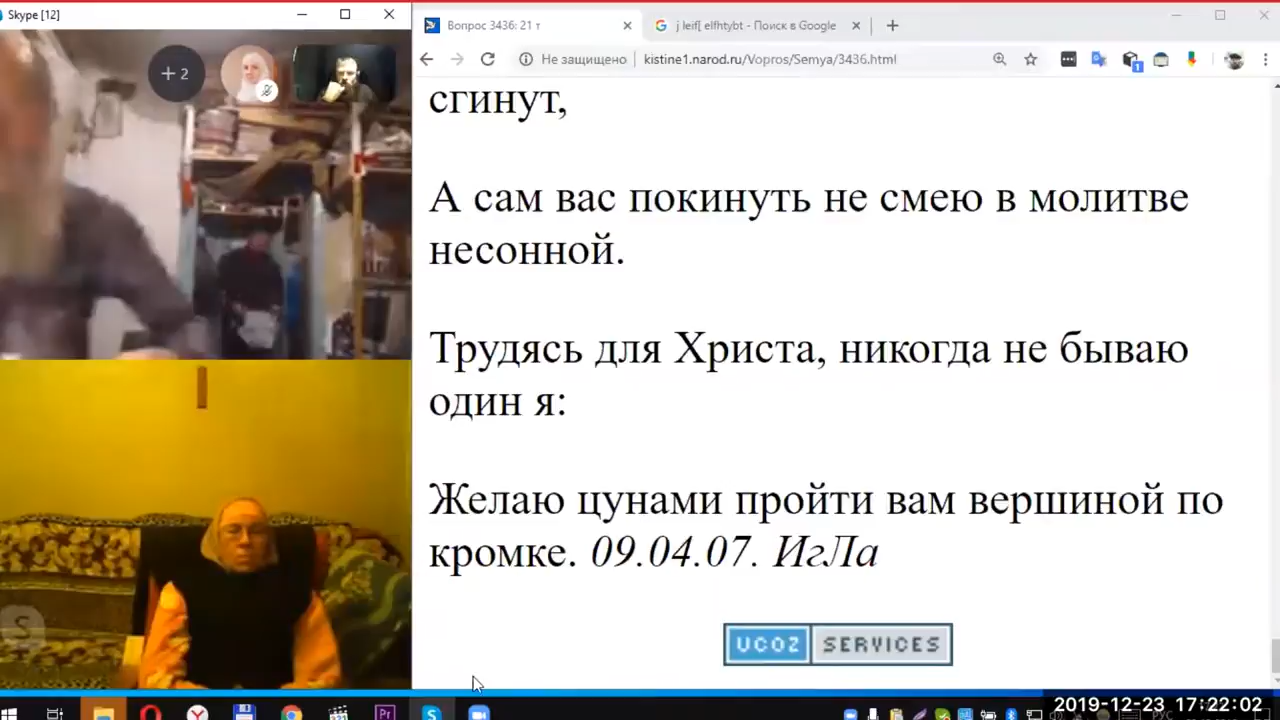 Skype [12]
Вопрос 3436: 21 т
j leif[ elfhtybt - Поиск в Google
Не защищено
kistine1.narod.ru/Vopros/Semya/3436.html
+2
1
сгинут,
А сам вас покинуть не смею в молитве
несонной.
Трудясь для Христа, никогда не бываю
один я:
Желаю цунами пройти вам вершиной по
кромке. 09.04.07. ИгЛа
UCOZ SERVICES
2019-12-23 17:22:02